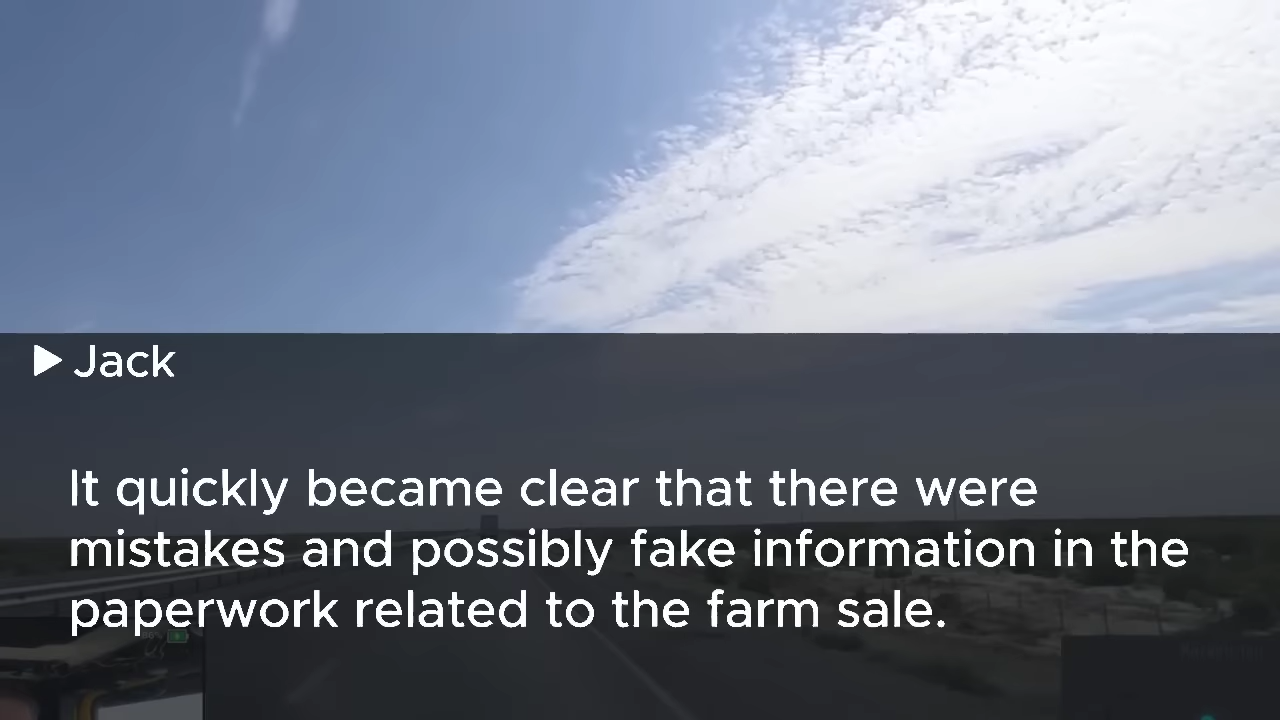 Jack
It quickly became clear that there were
mistakes and possibly fake information in the
paperwork related to the farm sale.